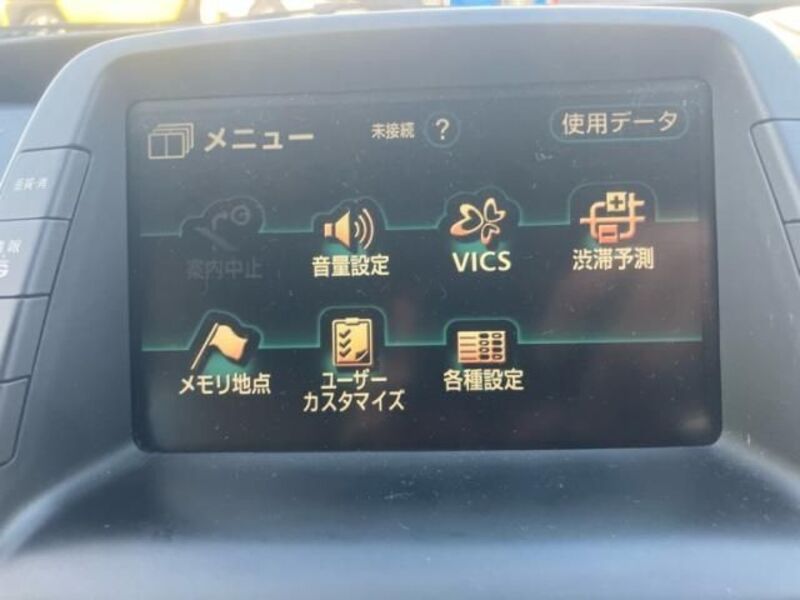 メニュー 未接続 ? 使用データ
案内中止 音量設定 VICS 渋滞予測
メモリ地点 ユーザー
カスタマイズ 各種設定